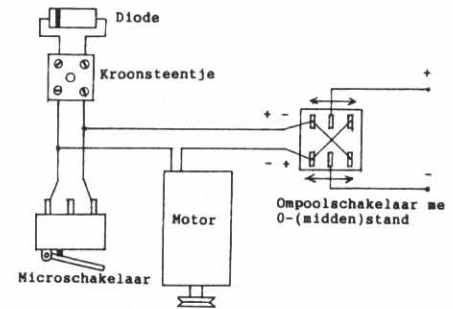 Diode
Kroonsteentje
+
+ -
- +
-
Ompoolschakelaar me
0-(midden)stand
Motor
Microschakelaar